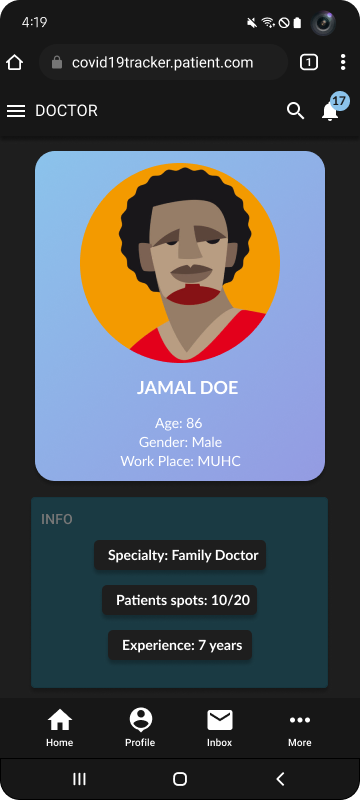 4:19
covid19tracker.patient.com
1
DOCTOR
17
JAMAL DOE
Age: 86
Gender: Male
Work Place: MUHC
INFO
Specialty: Family Doctor
Patients spots: 10/20
Experience: 7 years
Home Profile Inbox More